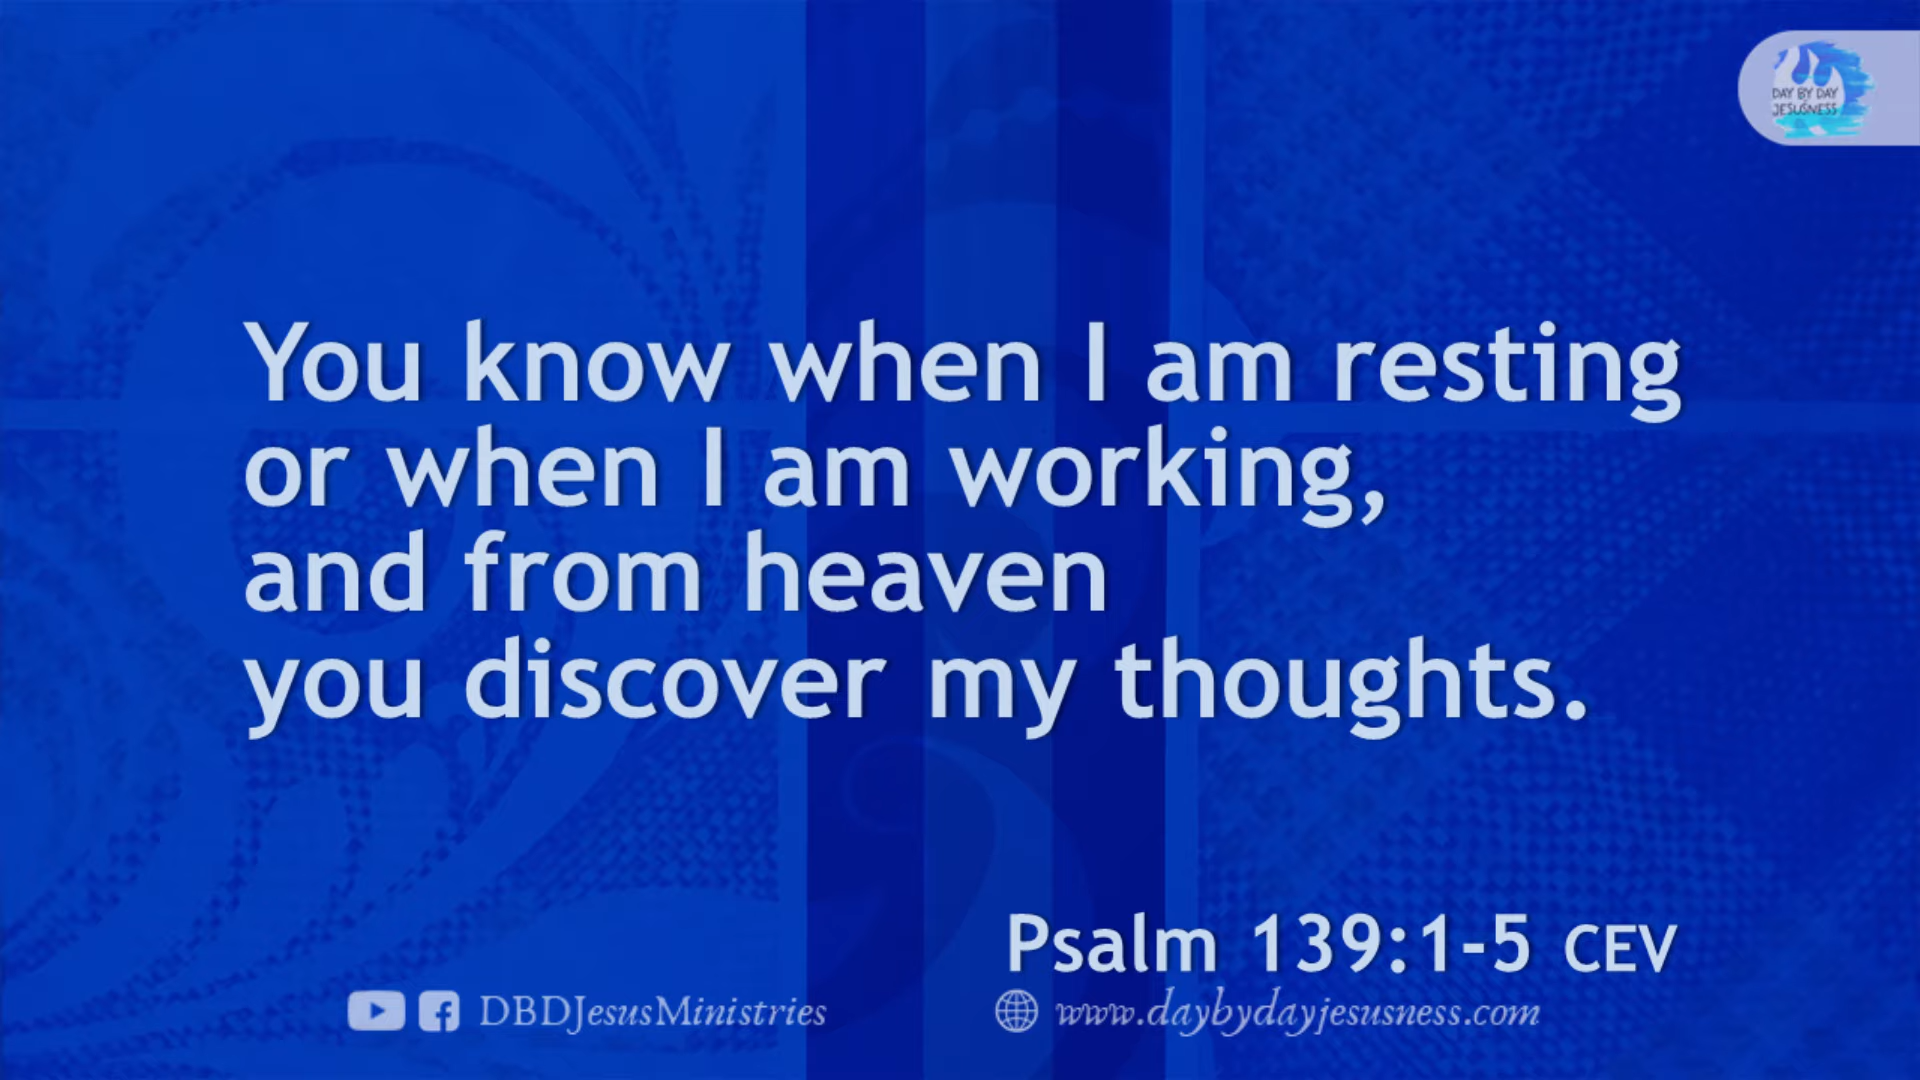 DAY BY DAY
JESUSNESS
You know when I am resting
or when I am working,
and from heaven
you discover my thoughts.
Psalm 139:1-5 CEV
DBDJesusMinistries
www.daybydayjesusness.com